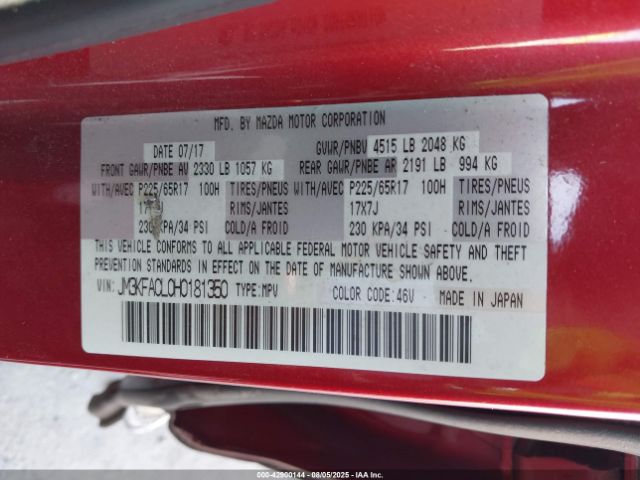 MFD. BY MAZDA MOTOR CORPORATION
DATE 07/17 GVWR/PNBV 4515 LB 2048 KG
FRONT GAWR/PNBE AV 2330 LB 1057 KG REAR GAWR/PNBE AR 2191 LB 994 KG
WITH/AVEC P225/65R17 100H TIRES/PNEUS WITH/AVEC P225/65R17 100H TIRES/PNEUS
RIMS/JANTES 17X7J RIMS/JANTES
230 KPA/34 PSI COLD/A FROID 230 KPA/34 PSI COLD/A FROID
THIS VEHICLE CONFORMS TO ALL APPLICABLE FEDERAL MOTOR VEHICLE SAFETY AND THEFT
PREVENTION STANDARDS IN EFFECT ON THE DATE OF MANUFACTURE SHOWN ABOVE.
VIN: JM3KFACL0H0181350 TYPE:MPV COLOR CODE:46V MADE IN JAPAN
000-42900144 - 08/05/2025 - IAAI.com